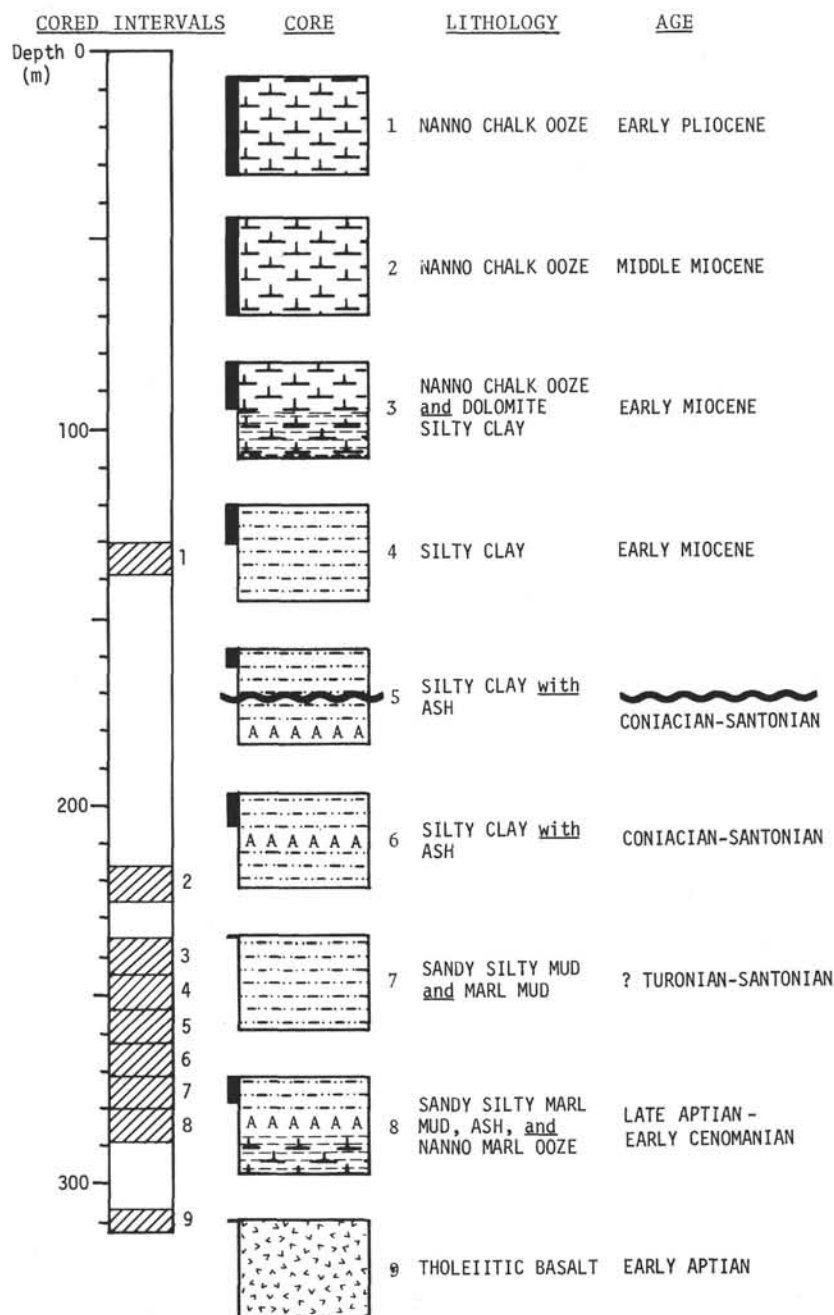 CORED INTERVALS CORE LITHOLOGY AGE
Depth 0
(m)
1 NANNO CHALK OOZE EARLY PLIOCENE
2 NANNO CHALK OOZE MIDDLE MIOCENE
NANNO CHALK OOZE
3 and DOLOMITE EARLY MIOCENE
SILTY CLAY
100
4 SILTY CLAY EARLY MIOCENE
1
5 SILTY CLAY with
ASH
CONIACIAN-SANTONIAN
A A A A A A
200
6 SILTY CLAY with CONIACIAN-SANTONIAN
ASH
A A A A A A
2
3
4
5
6
7
8
7 SANDY SILTY MUD ? TURONIAN-SANTONIAN
and MARL MUD
SANDY SILTY MARL LATE APTIAN -
8 MUD, ASH, and EARLY CENOMANIAN
NANNO MARL OOZE
A A A A A A
300
9
9 THOLEIITIC BASALT EARLY APTIAN